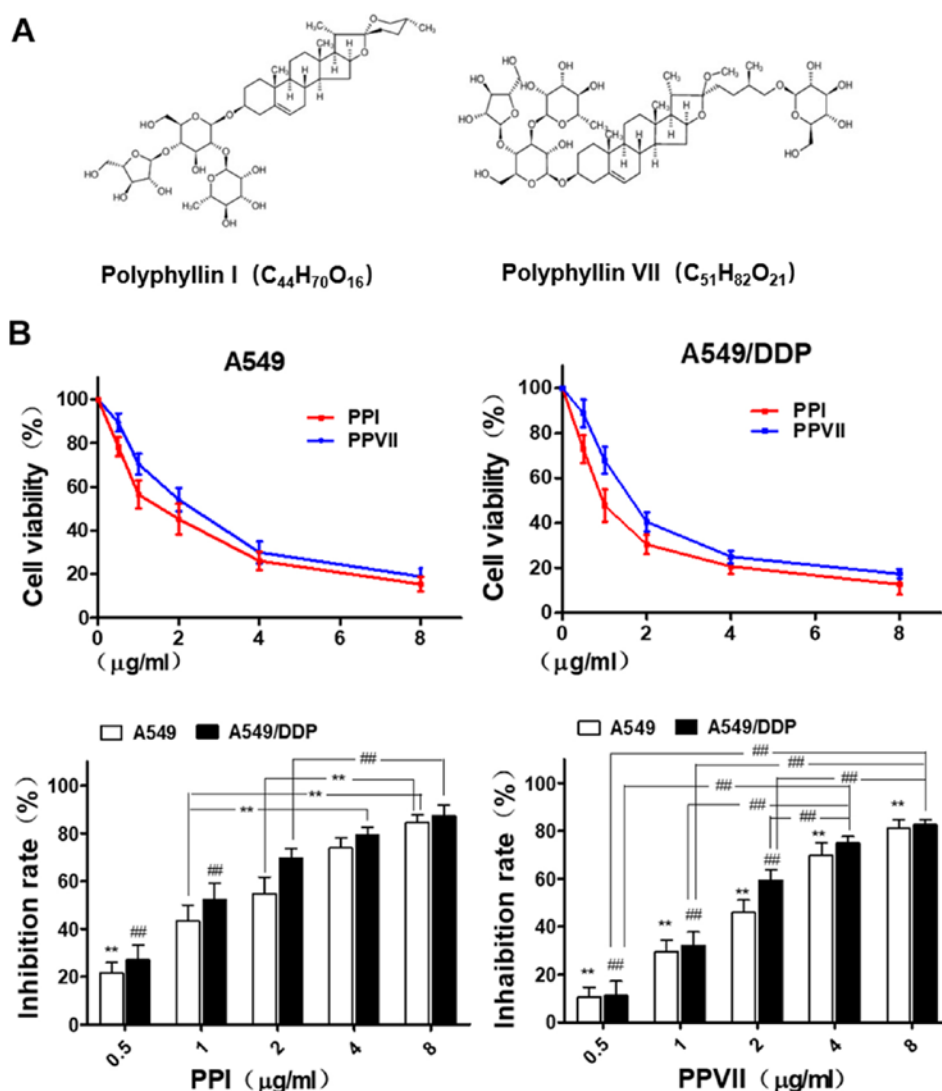 A
Polyphyllin I (C₄₄H₇₀O₁₆)
Polyphyllin VII (C₅₁H₈₂O₂₁)
B
A549
Cell viability (%)
100
80
60
40
20
0
0 2 4 6 8
(μg/ml)
PPI
PPVII
A549/DDP
Cell viability (%)
100
80
60
40
20
0
0 2 4 6 8
(μg/ml)
PPI
PPVII
A549 A549/DDP
Inhibition rate (%)
100
80
60
40
20
0
** ## ## ** ** ** ##
0.5 1 2 4 8
PPI (μg/ml)
A549 A549/DDP
Inhaibition rate (%)
100
80
60
40
20
0
** ## ** ## ** ## ** **
## ## ## ## ## ##
0.5 1 2 4 8
PPVII (μg/ml)